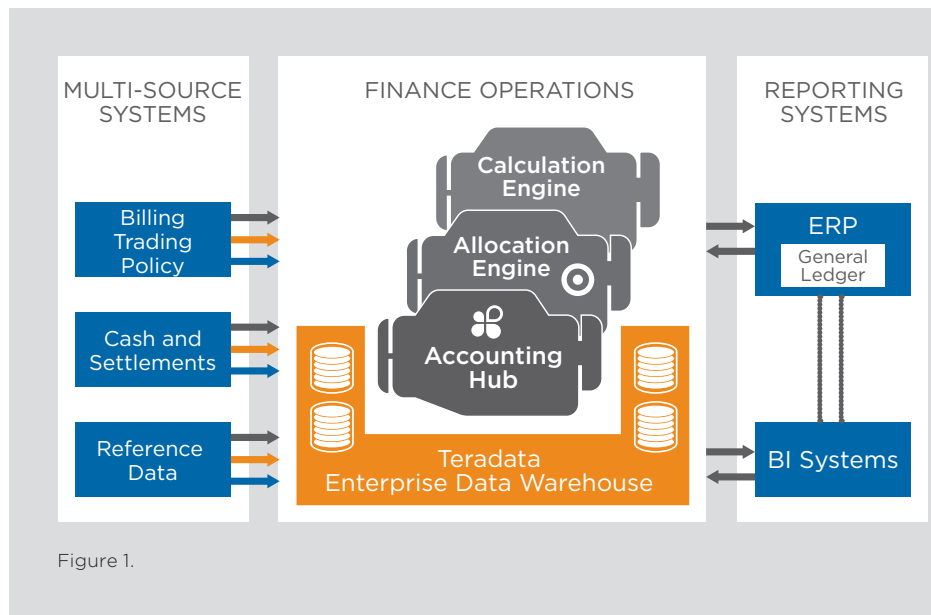 MULTI-SOURCE
SYSTEMS
Billing
Trading
Policy
Cash and
Settlements
Reference
Data
FINANCE OPERATIONS
Calculation
Engine
Allocation
Engine
Accounting
Hub
Teradata
Enterprise Data Warehouse
REPORTING
SYSTEMS
ERP
General
Ledger
BI Systems
Figure 1.